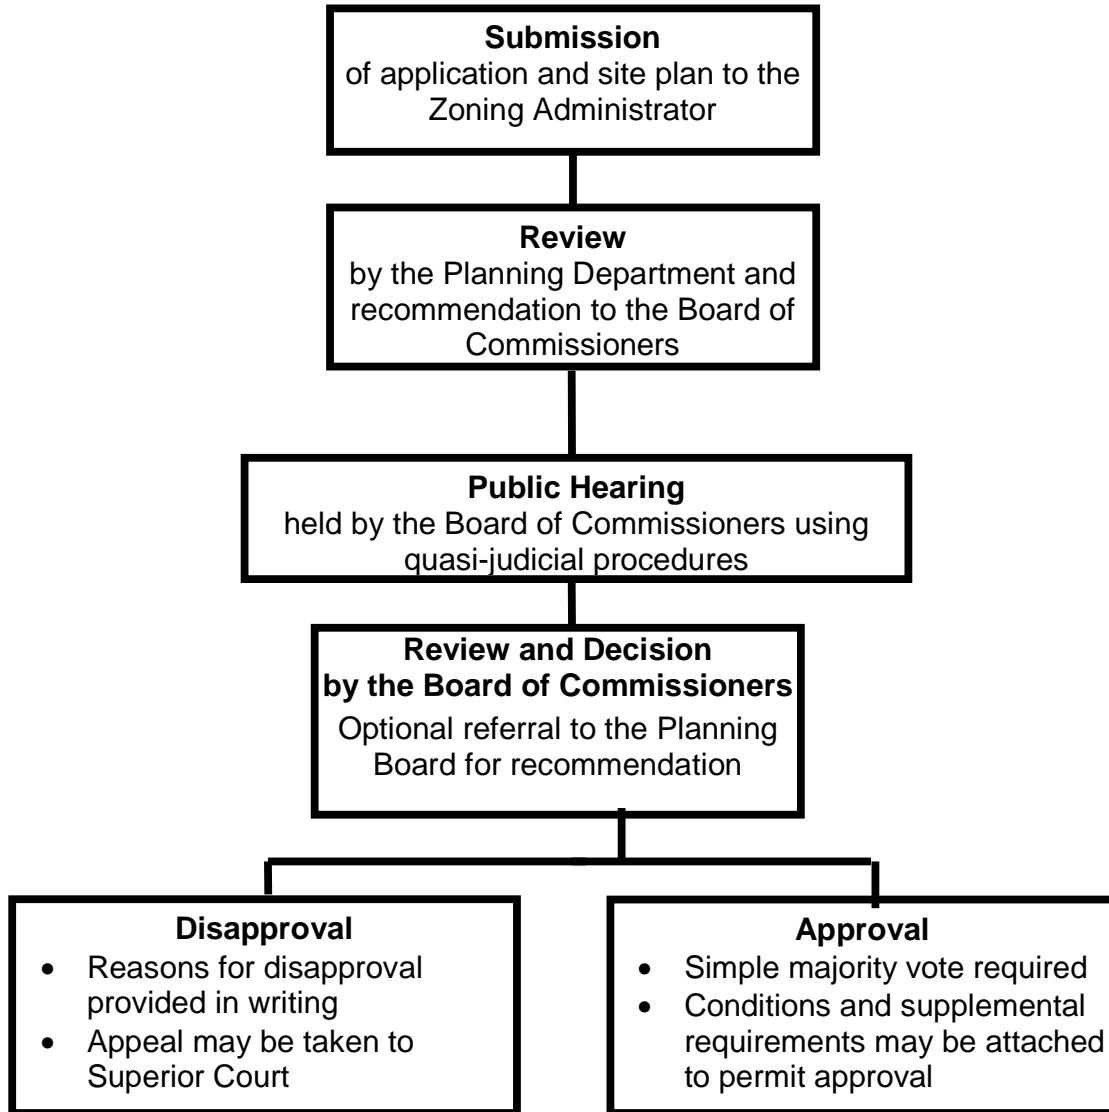 Submission
of application and site plan to the
Zoning Administrator
Review
by the Planning Department and
recommendation to the Board of
Commissioners
Public Hearing
held by the Board of Commissioners using
quasi-judicial procedures
Review and Decision
by the Board of Commissioners
Optional referral to the Planning
Board for recommendation
Disapproval
• Reasons for disapproval
provided in writing
• Appeal may be taken to
Superior Court
Approval
• Simple majority vote required
• Conditions and supplemental
requirements may be attached
to permit approval